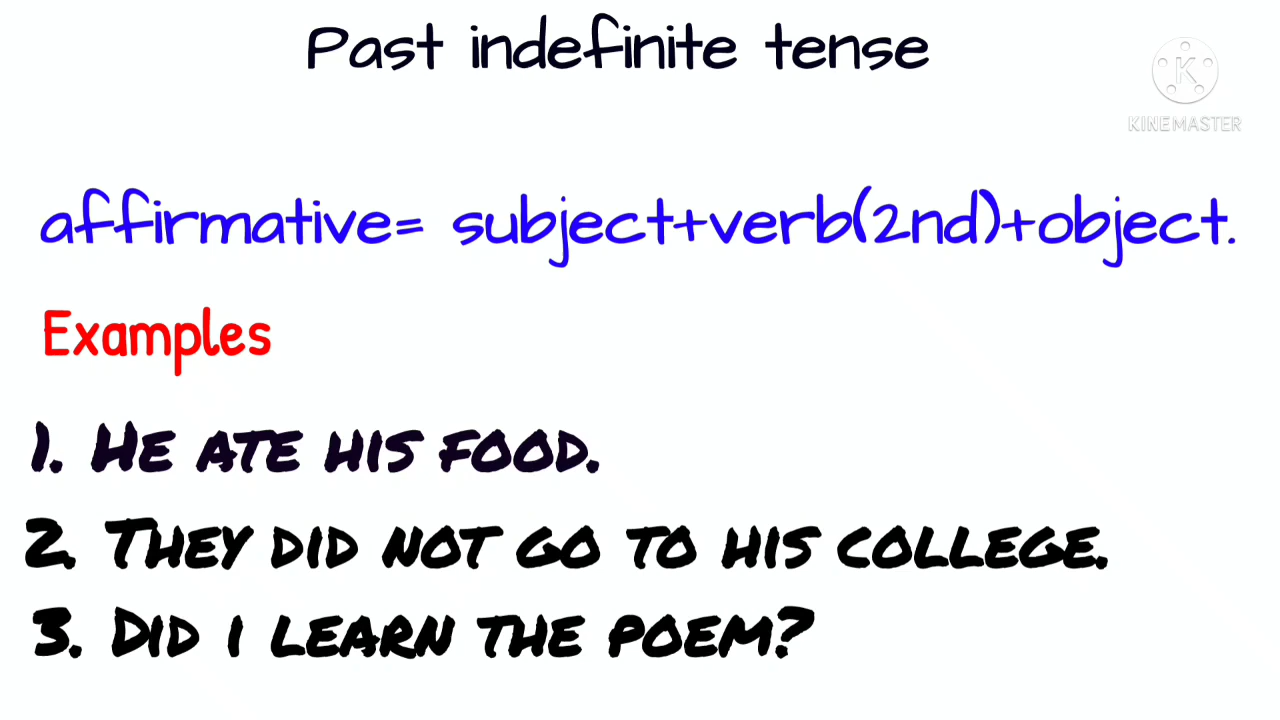 Past indefinite tense
K
KINEMASTER
affirmative= subject+verb(2nd)+object.
Examples
1. He ate his food.
2. They did not go to his college.
3. Did i learn the poem?